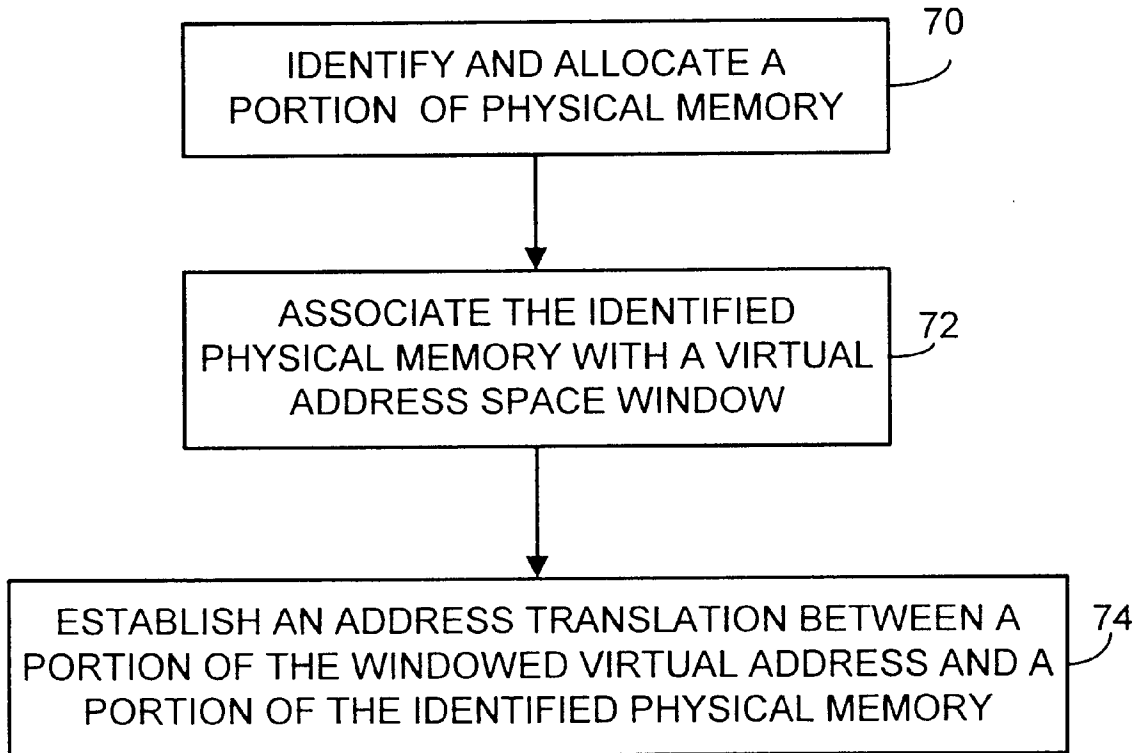 70
IDENTIFY AND ALLOCATE A
PORTION OF PHYSICAL MEMORY
ASSOCIATE THE IDENTIFIED
PHYSICAL MEMORY WITH A VIRTUAL
ADDRESS SPACE WINDOW
72
ESTABLISH AN ADDRESS TRANSLATION BETWEEN A
PORTION OF THE WINDOWED VIRTUAL ADDRESS AND A
PORTION OF THE IDENTIFIED PHYSICAL MEMORY
74